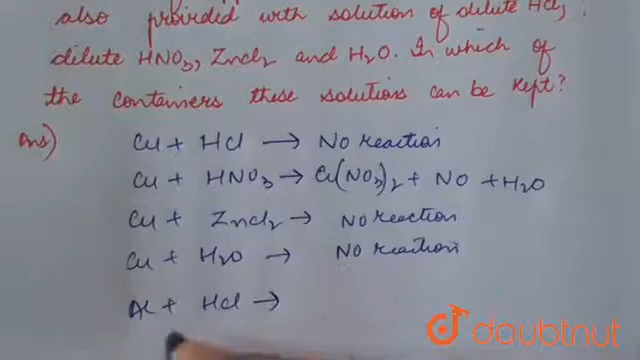 also proirdid with solution of dilute Hcl,
dilute HNO3, Zncl2 and H2O. In which of
the containers these solutions can be kept?
Ans) Cu + Hcl → No reaction
Cu + HNO3 → Cu(NO3)2 + NO + H2O
Cu + Zncl2 → No reaction
Cu + H2O → No reaction
Al + Hcl →
doubtnut